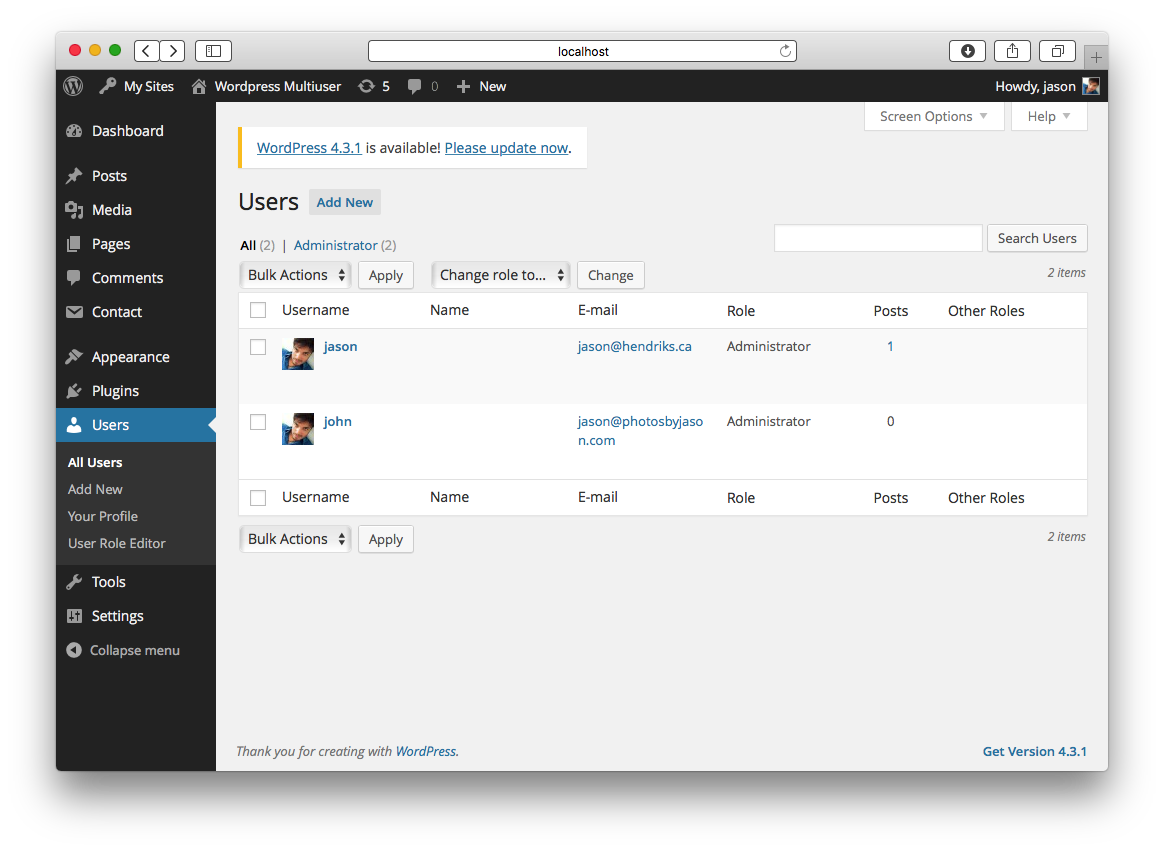 localhost
My Sites Wordpress Multiuser 5 0 New Howdy, jason
Screen Options Help
Dashboard
Posts
Media
Pages
Comments
Contact
Appearance
Plugins
Users
All Users
Add New
Your Profile
User Role Editor
Tools
Settings
Collapse menu
WordPress 4.3.1 is available! Please update now.
Users Add New
All (2) | Administrator (2)
Search Users
Bulk Actions Apply Change role to... Change 2 items
Username Name E-mail Role Posts Other Roles
jason jason@hendriks.ca Administrator 1
john jason@photosbyjaso Administrator 0
n.com
Username Name E-mail Role Posts Other Roles
Bulk Actions Apply 2 items
Thank you for creating with WordPress. Get Version 4.3.1